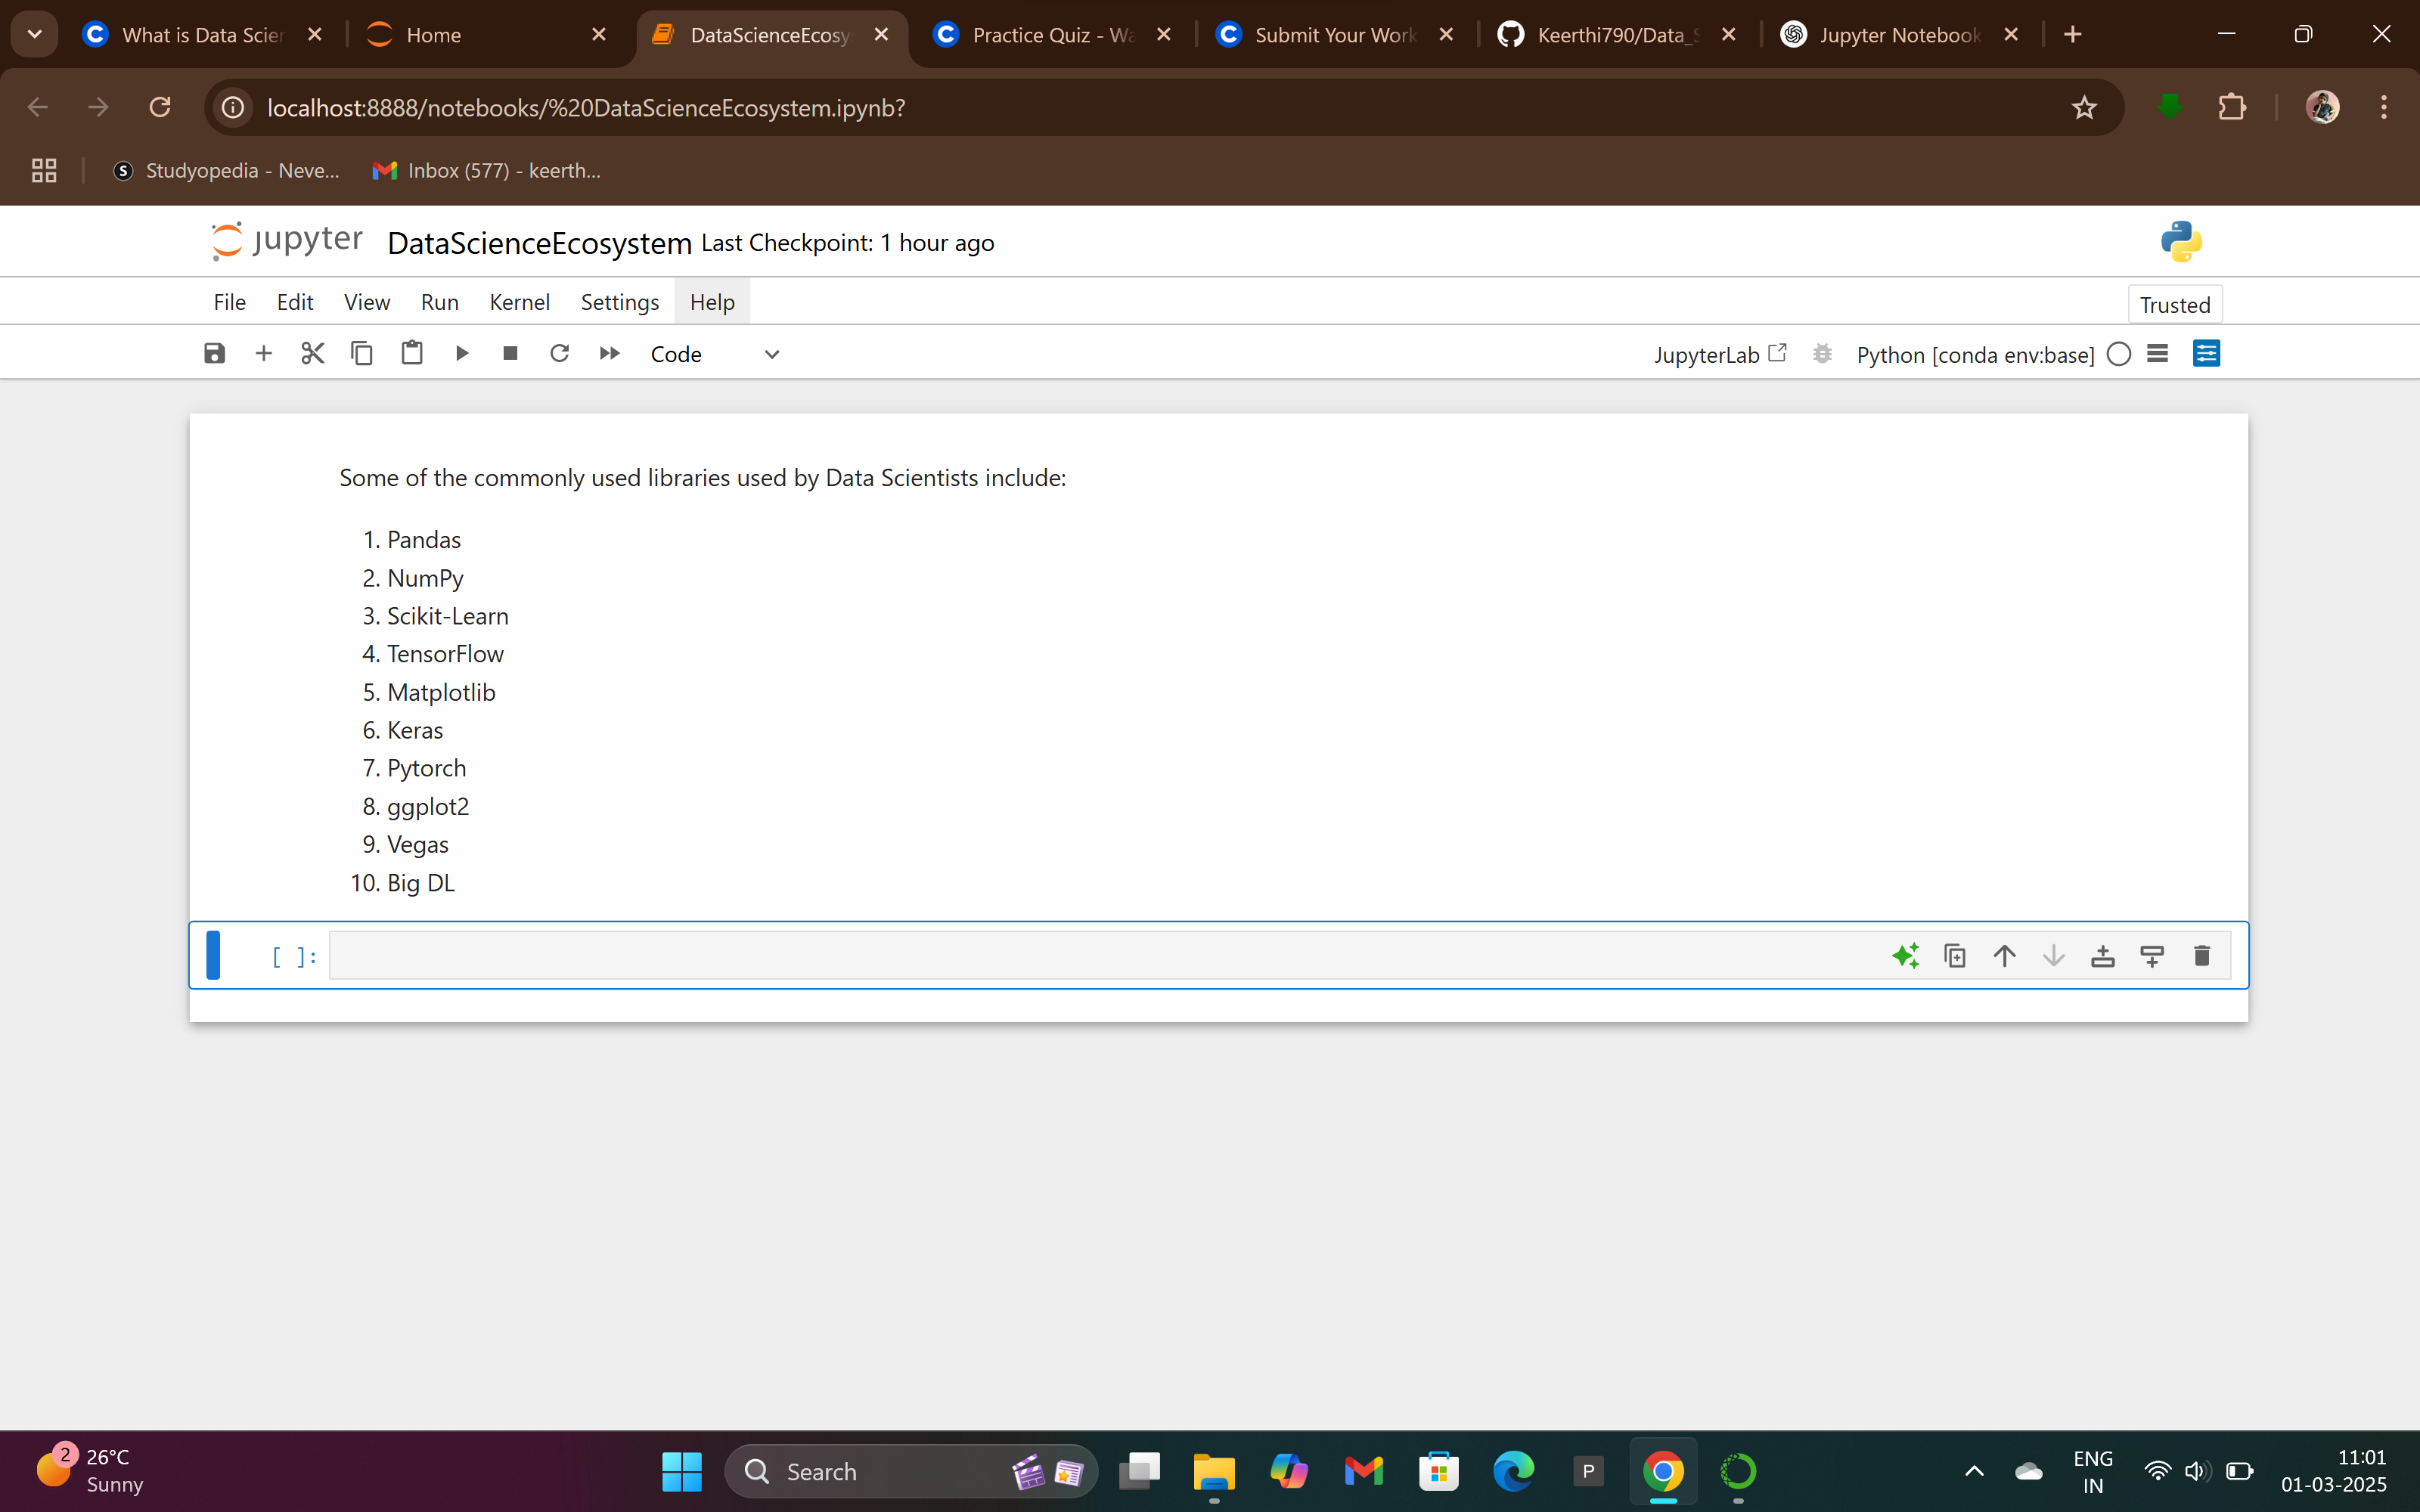 What is Data Scien
Home
DataScienceEcosy
Practice Quiz - Wa
Submit Your Work
Keerthi790/Data_S
Jupyter Notebook
localhost:8888/notebooks/%20DataScienceEcosystem.ipynb?
Studyopedia - Neve...
Inbox (577) - keerth...
jupyter DataScienceEcosystem Last Checkpoint: 1 hour ago
File Edit View Run Kernel Settings Help
Trusted
Code
JupyterLab
Python [conda env:base]
Some of the commonly used libraries used by Data Scientists include:
1. Pandas
2. NumPy
3. Scikit-Learn
4. TensorFlow
5. Matplotlib
6. Keras
7. Pytorch
8. ggplot2
9. Vegas
10. Big DL
[ ]:
2
26°C
Sunny
Search
P
ENG
IN
11:01
01-03-2025